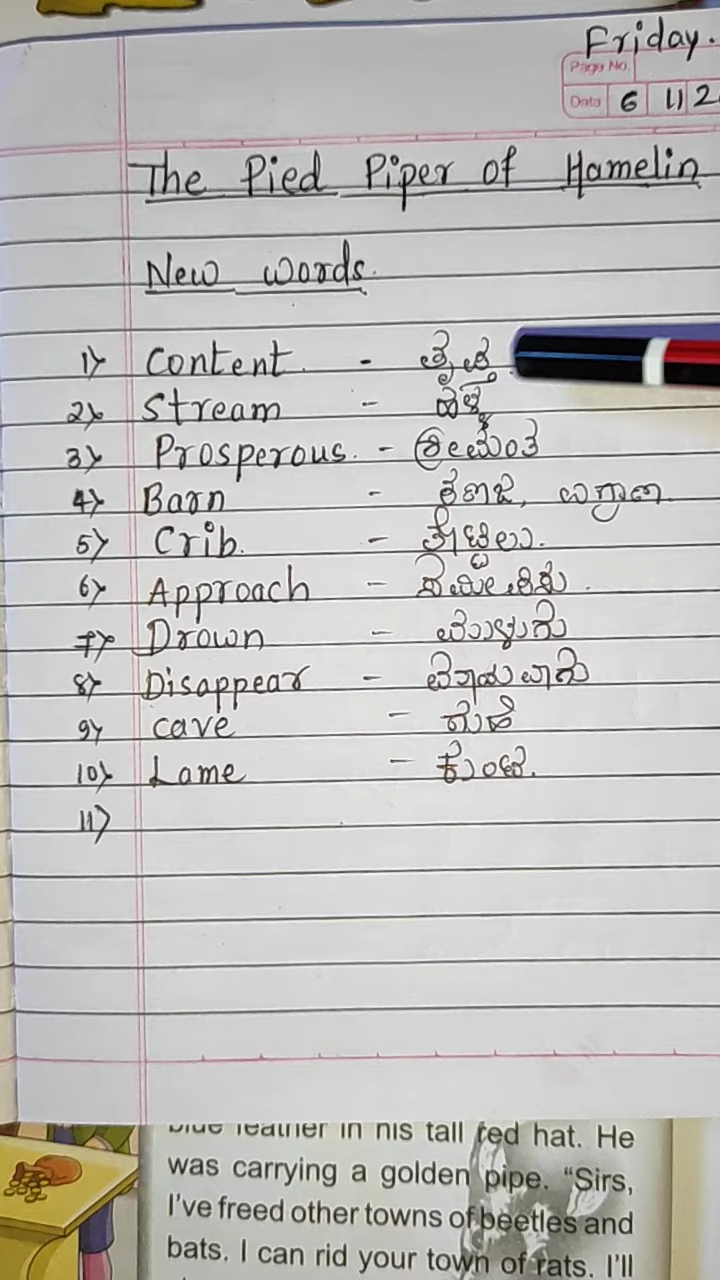 Friday.
Page No.
Data 6 11 2
The Pied Piper of Hamelin
New words.
1) Content - ತೃಪ್ತ
2) Stream - ಹಳ್ಳ
3) Prosperous. - ಶ್ರೀಮಂತ
4) Barn - ಕಣಜ, ಉಗ್ರಾಣ
5) Crib. - ತೊಟ್ಟಿಲು.
6) Approach - ಸಮೀಪಿಸು.
7) Drown - ಮುಳುಗು
8) Disappear - ಮಾಯವಾಗು
9) Cave - ಗುಹೆ
10) Lame - ಕುಂಟ.
11)
blue feather in his tall red hat. He
was carrying a golden pipe. “Sirs,
I've freed other towns of beetles and
bats. I can rid your town of rats. I'll